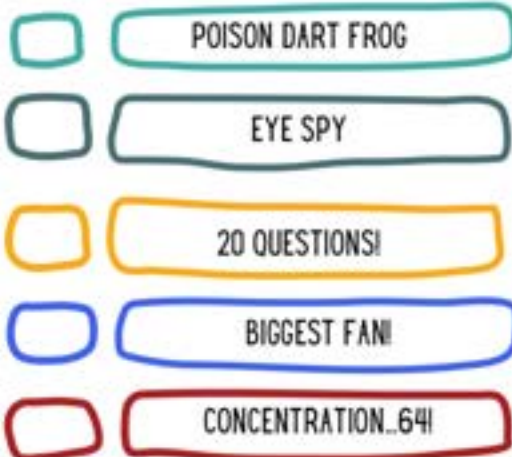 POISON DART FROG
EYE SPY
20 QUESTIONS!
BIGGEST FAN!
CONCENTRATION...64!